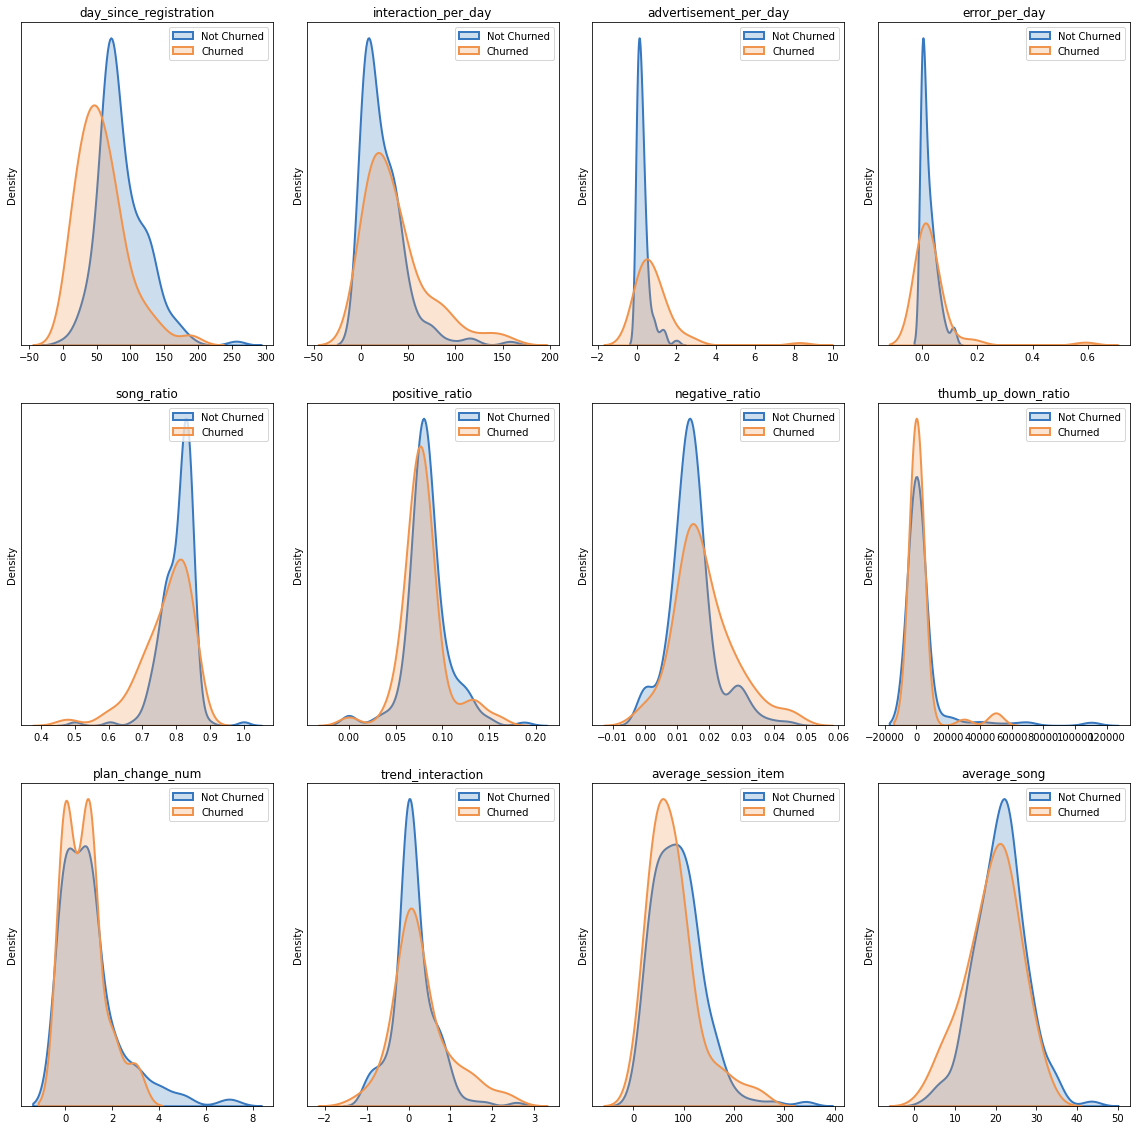 day_since_registration interaction_per_day advertisement_per_day error_per_day
Not Churned Not Churned Not Churned Not Churned
Churned Churned Churned Churned
Density Density Density Density
−50 0 50 100 150 200 250 300 −50 0 50 100 150 200 −2 0 2 4 6 8 10 0.0 0.2 0.4 0.6
song_ratio positive_ratio negative_ratio thumb_up_down_ratio
Not Churned Not Churned Not Churned Not Churned
Churned Churned Churned Churned
Density Density Density Density
0.4 0.5 0.6 0.7 0.8 0.9 1.0 0.00 0.05 0.10 0.15 0.20 −0.01 0.00 0.01 0.02 0.03 0.04 0.05 0.06 −20000 0 20000 40000 60000 80000 100000 120000
plan_change_num trend_interaction average_session_item average_song
Not Churned Not Churned Not Churned Not Churned
Churned Churned Churned Churned
Density Density Density Density
0 2 4 6 8 −2 −1 0 1 2 3 0 100 200 300 400 0 10 20 30 40 50